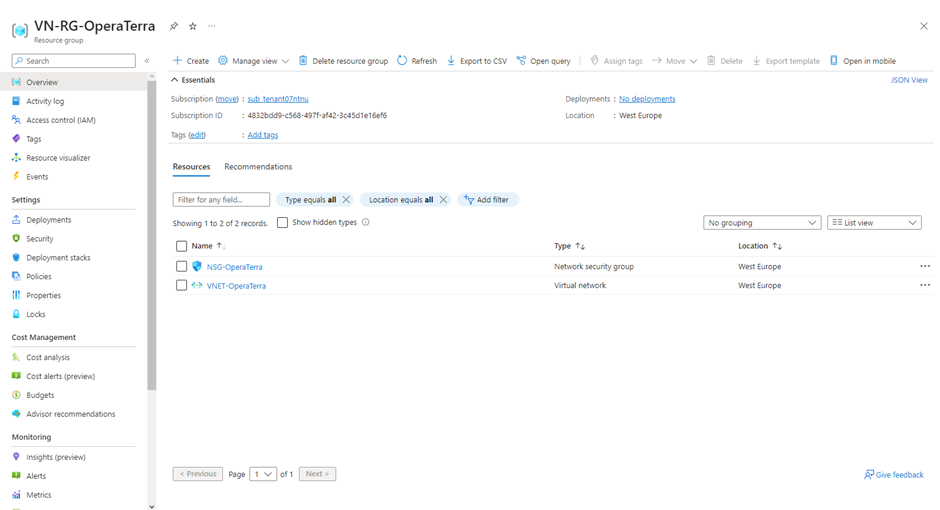 VN-RG-OperaTerra
Resource group
Search
Overview
Activity log
Access control (IAM)
Tags
Resource visualizer
Events
Settings
Deployments
Security
Deployment stacks
Policies
Properties
Locks
Cost Management
Cost analysis
Cost alerts (preview)
Budgets
Advisor recommendations
Monitoring
Insights (preview)
Alerts
Metrics
Create Manage view Delete resource group Refresh Export to CSV Open query Assign tags Move Delete Export template Open in mobile
Essentials JSON View
Subscription (move) : sub_tenant07ntnu Deployments : No deployments
Subscription ID : 4832bdd9-c568-497f-af42-3c45d1e16ef6 Location : West Europe
Tags (edit) : Add tags
Resources Recommendations
Filter for any field... Type equals all Location equals all Add filter
Showing 1 to 2 of 2 records. Show hidden types No grouping List view
Name Type Location
NSG-OperaTerra Network security group West Europe
VNET-OperaTerra Virtual network West Europe
< Previous Page 1 of 1 Next > Give feedback